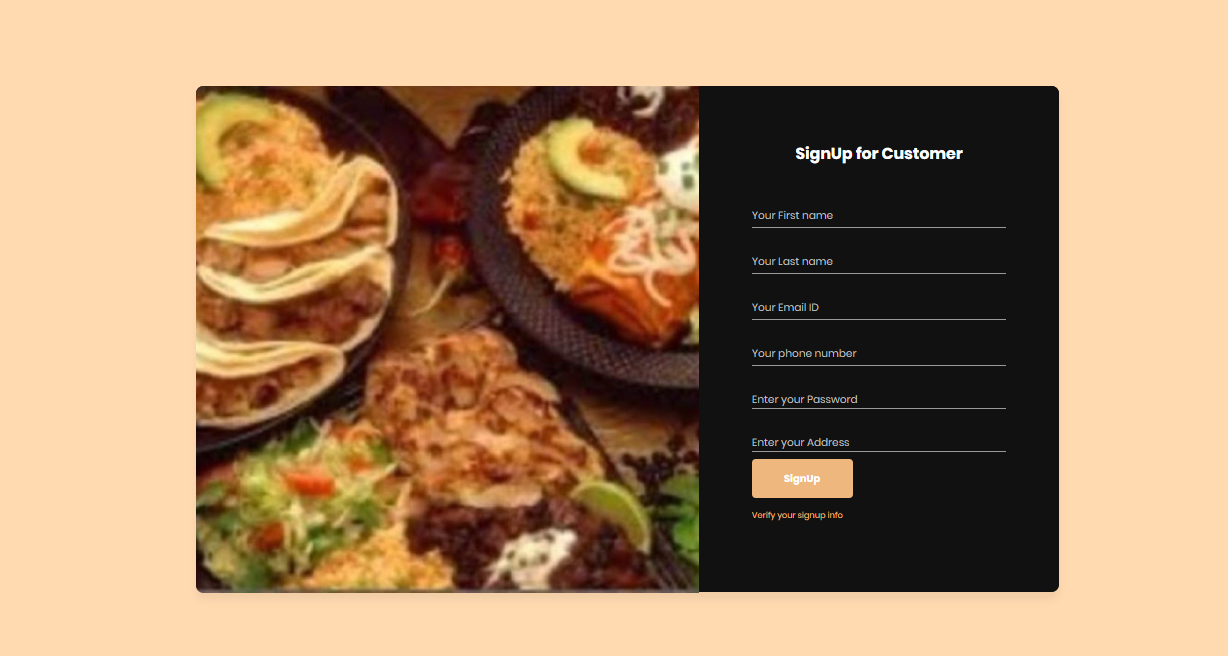 SignUp for Customer
Your First name
Your Last name
Your Email ID
Your phone number
Enter your Password
Enter your Address
SignUp
Verify your signup info